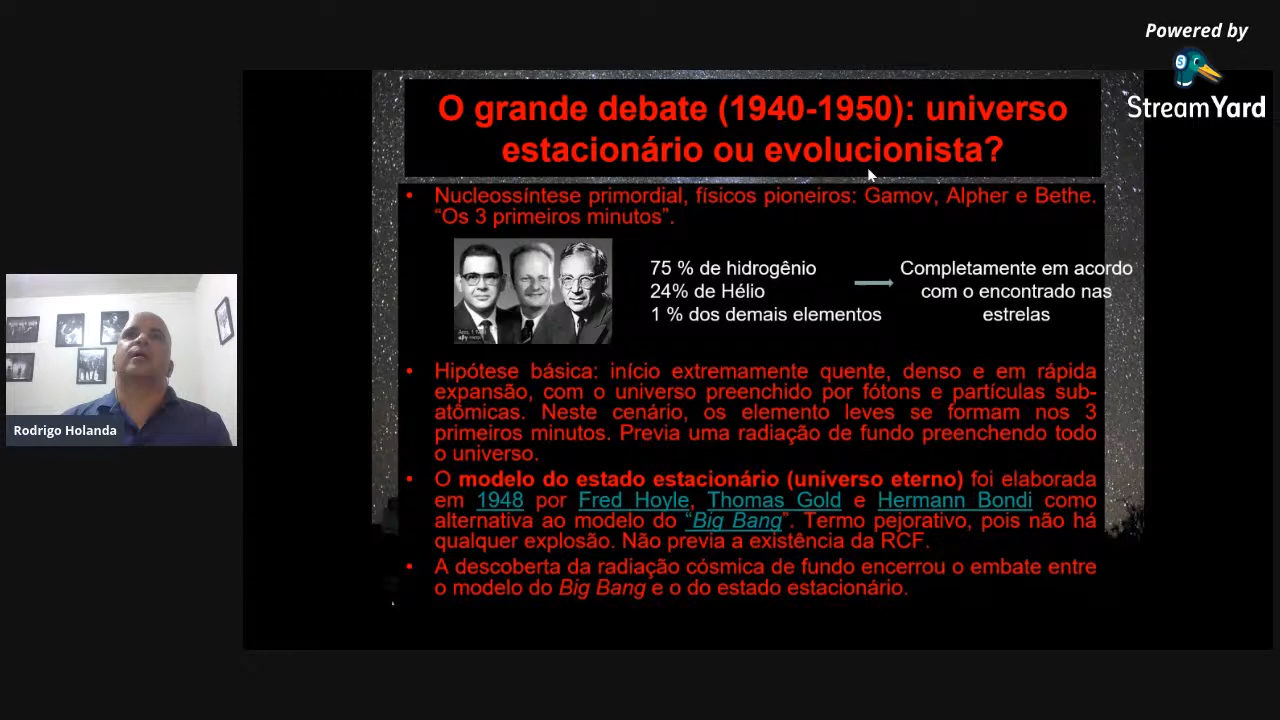 Powered by
StreamYard
O grande debate (1940-1950): universo
estacionário ou evolucionista?
• Nucleossíntese primordial, físicos pioneiros: Gamov, Alpher e Bethe.
“Os 3 primeiros minutos”.
75 % de hidrogênio
24% de Hélio
1 % dos demais elementos
Completamente em acordo
com o encontrado nas
estrelas
• Hipótese básica: início extremamente quente, denso e em rápida
expansão, com o universo preenchido por fótons e partículas sub-
atômicas. Neste cenário, os elemento leves se formam nos 3
primeiros minutos. Previa uma radiação de fundo preenchendo todo
o universo.
• O modelo do estado estacionário (universo eterno) foi elaborada
em 1948 por Fred Hoyle, Thomas Gold e Hermann Bondi como
alternativa ao modelo do “Big Bang”. Termo pejorativo, pois não há
qualquer explosão. Não previa a existência da RCF.
• A descoberta da radiação cósmica de fundo encerrou o embate entre
o modelo do Big Bang e o do estado estacionário.
Rodrigo Holanda